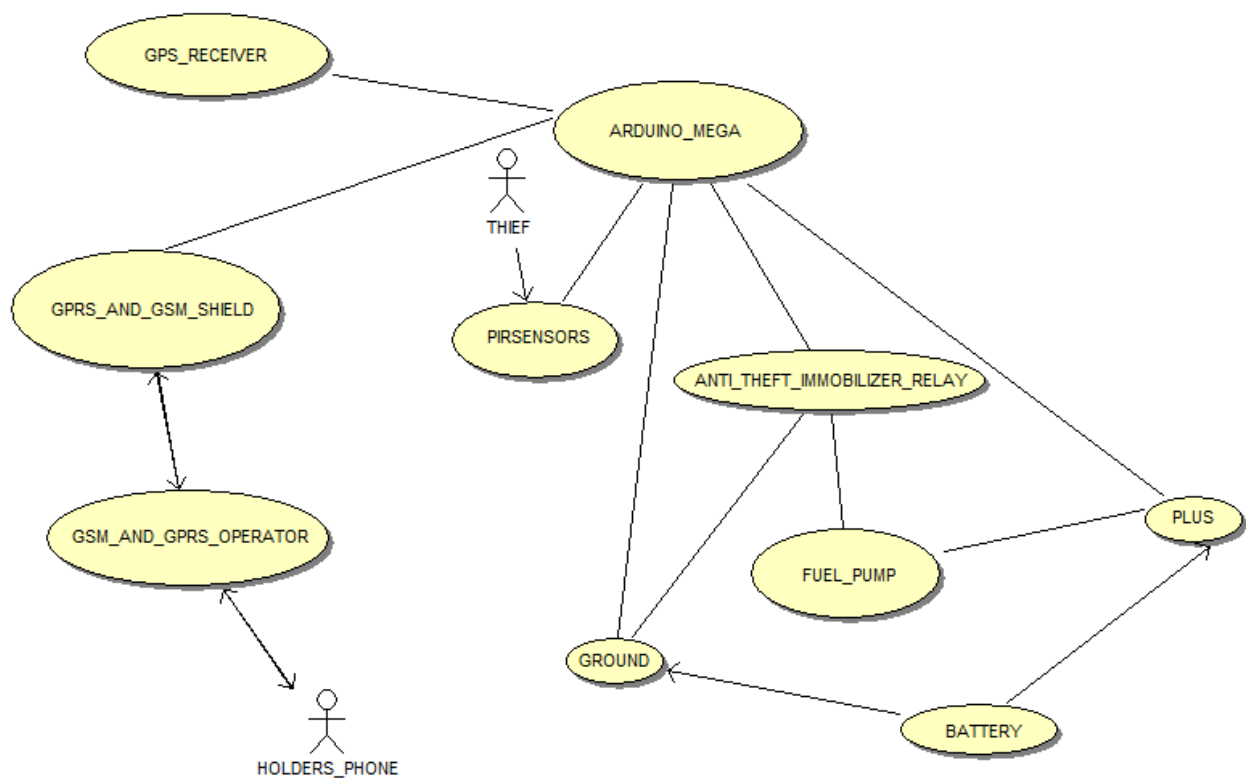 GPS_RECEIVER
ARDUINO_MEGA
THIEF
GPRS_AND_GSM_SHIELD
PIRSENSORS
ANTI_THEFT_IMMOBILIZER_RELAY
PLUS
GSM_AND_GPRS_OPERATOR
FUEL_PUMP
GROUND
BATTERY
HOLDERS_PHONE